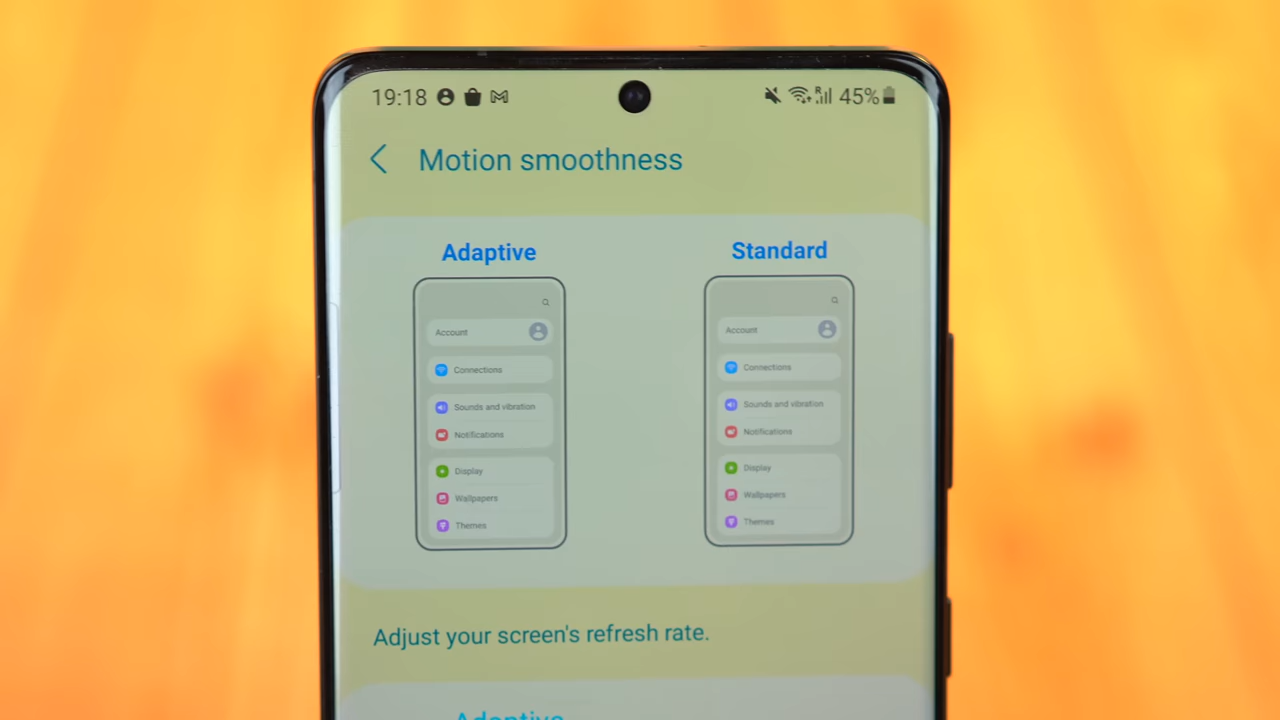 19:18 R 45%
Motion smoothness
Adaptive
Account
Connections
Sounds and vibration
Notifications
Display
Wallpapers
Themes
Standard
Account
Connections
Sounds and vibration
Notifications
Display
Wallpapers
Themes
Adjust your screen's refresh rate.
Adaptive